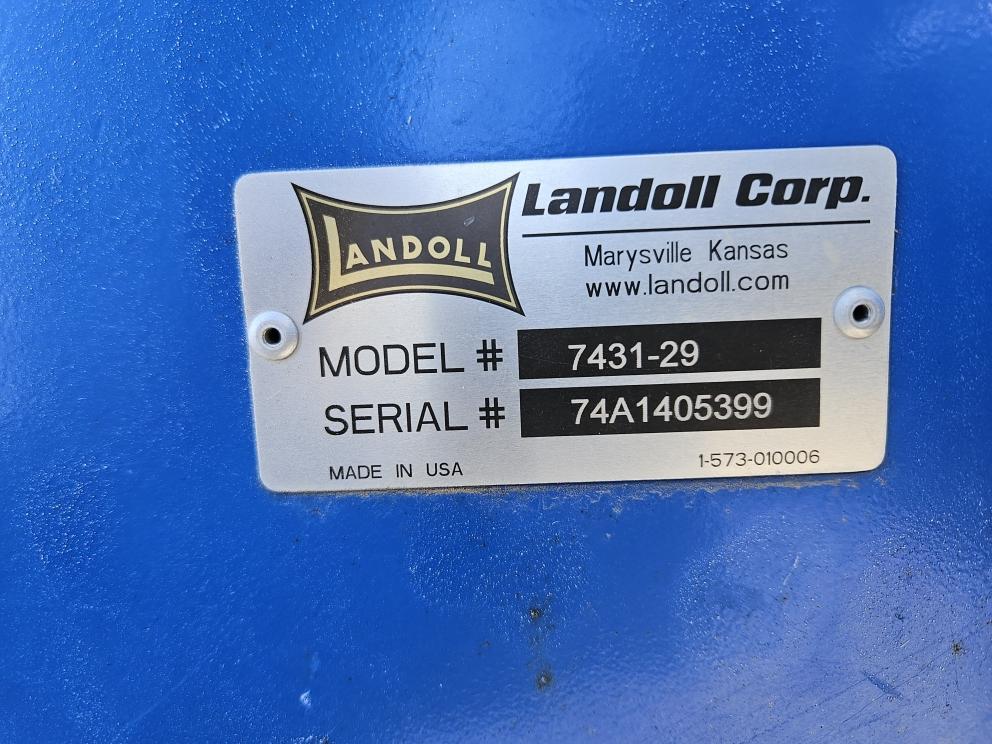 LANDOLL
Landoll Corp.
Marysville Kansas
www.landoll.com
MODEL # 7431-29
SERIAL # 74A1405399
MADE IN USA 1-573-010006